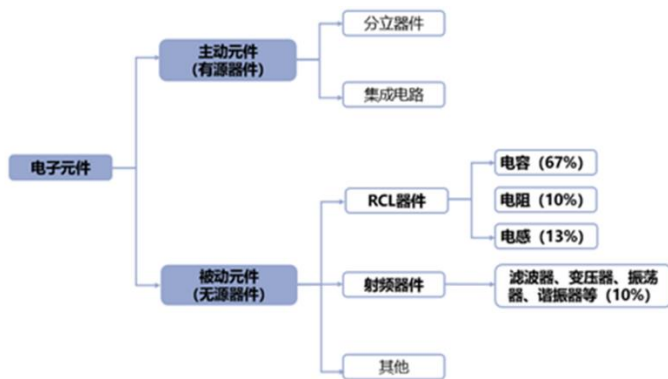 电子元件
主动元件
(有源器件)
分立器件
集成电路
被动元件
(无源器件)
RCL器件
电容（67%）
电阻（10%）
电感（13%）
射频器件
滤波器、变压器、振荡
器、谐振器等（10%）
其他